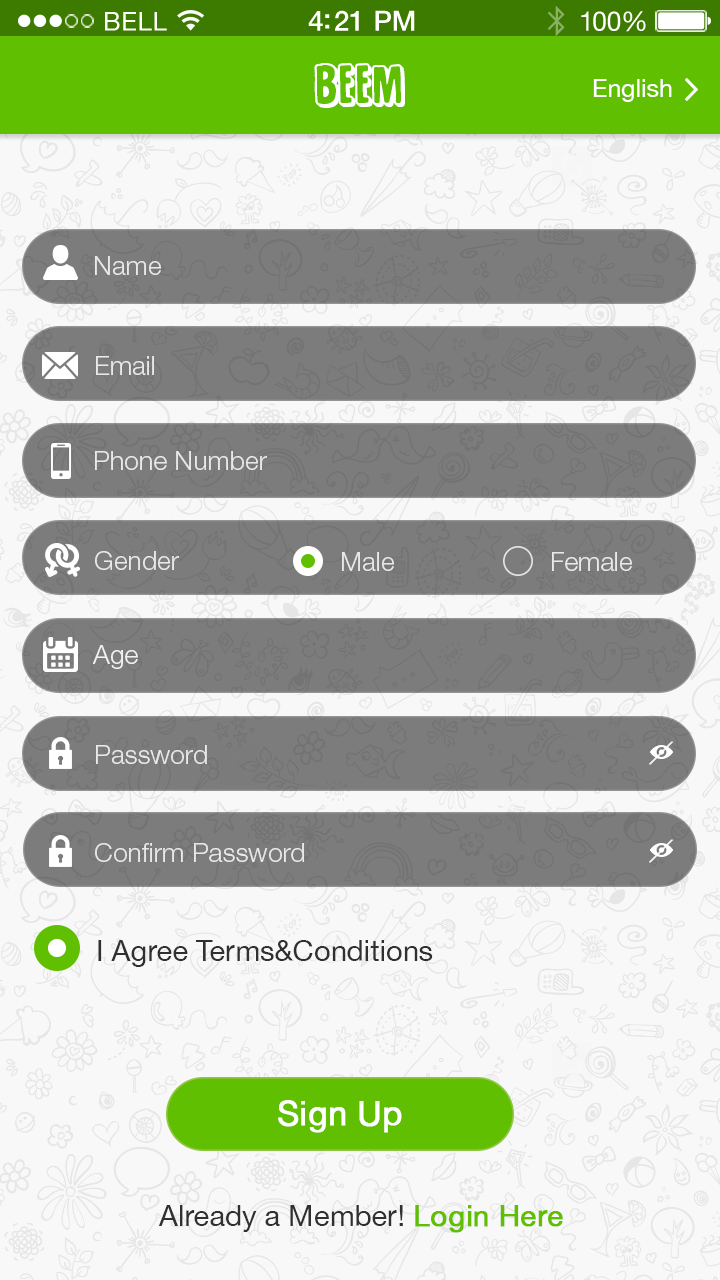 BELL 4:21 PM 100%
BEEM
English
Name
Email
Phone Number
Gender Male Female
Age
Password
Confirm Password
I Agree Terms&Conditions
Sign Up
Already a Member! Login Here